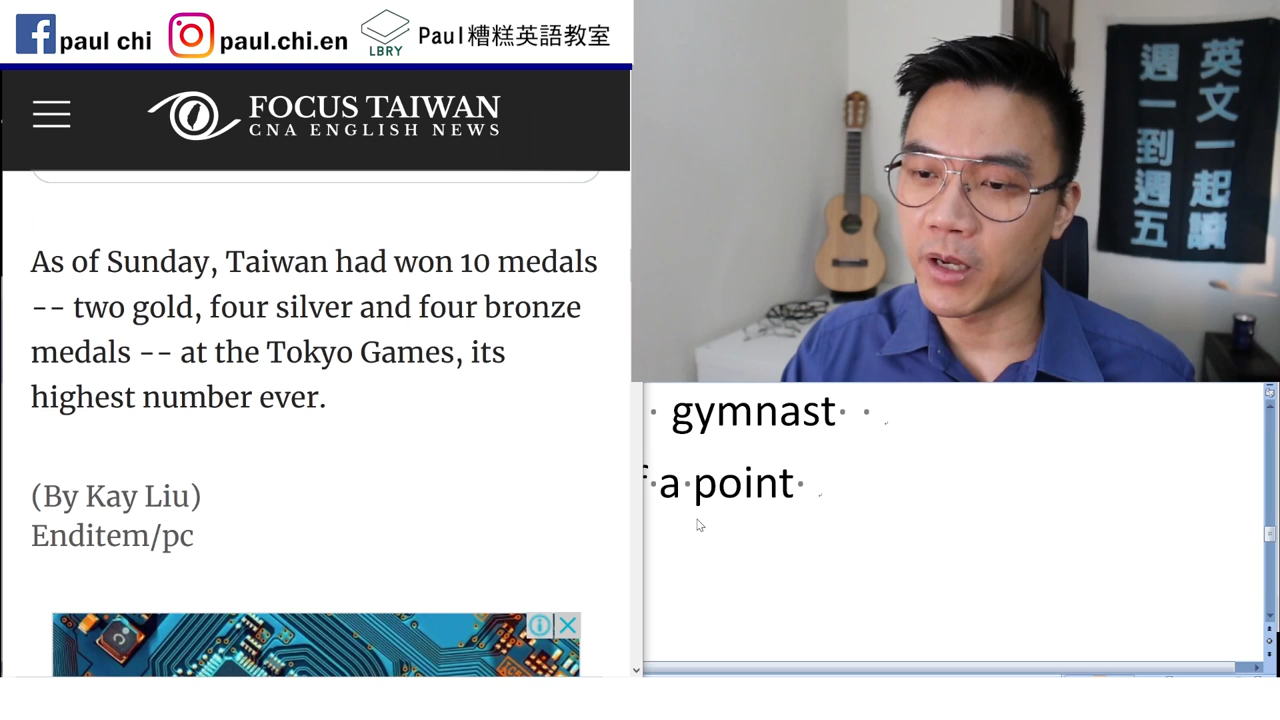 paul chi
paul.chi.en
LBRY
Paul糟糕英語教室
FOCUS TAIWAN
CNA ENGLISH NEWS
As of Sunday, Taiwan had won 10 medals
-- two gold, four silver and four bronze
medals -- at the Tokyo Games, its
highest number ever.
(By Kay Liu)
Enditem/pc
英文一起讀
週一到週五
gymnast
a point